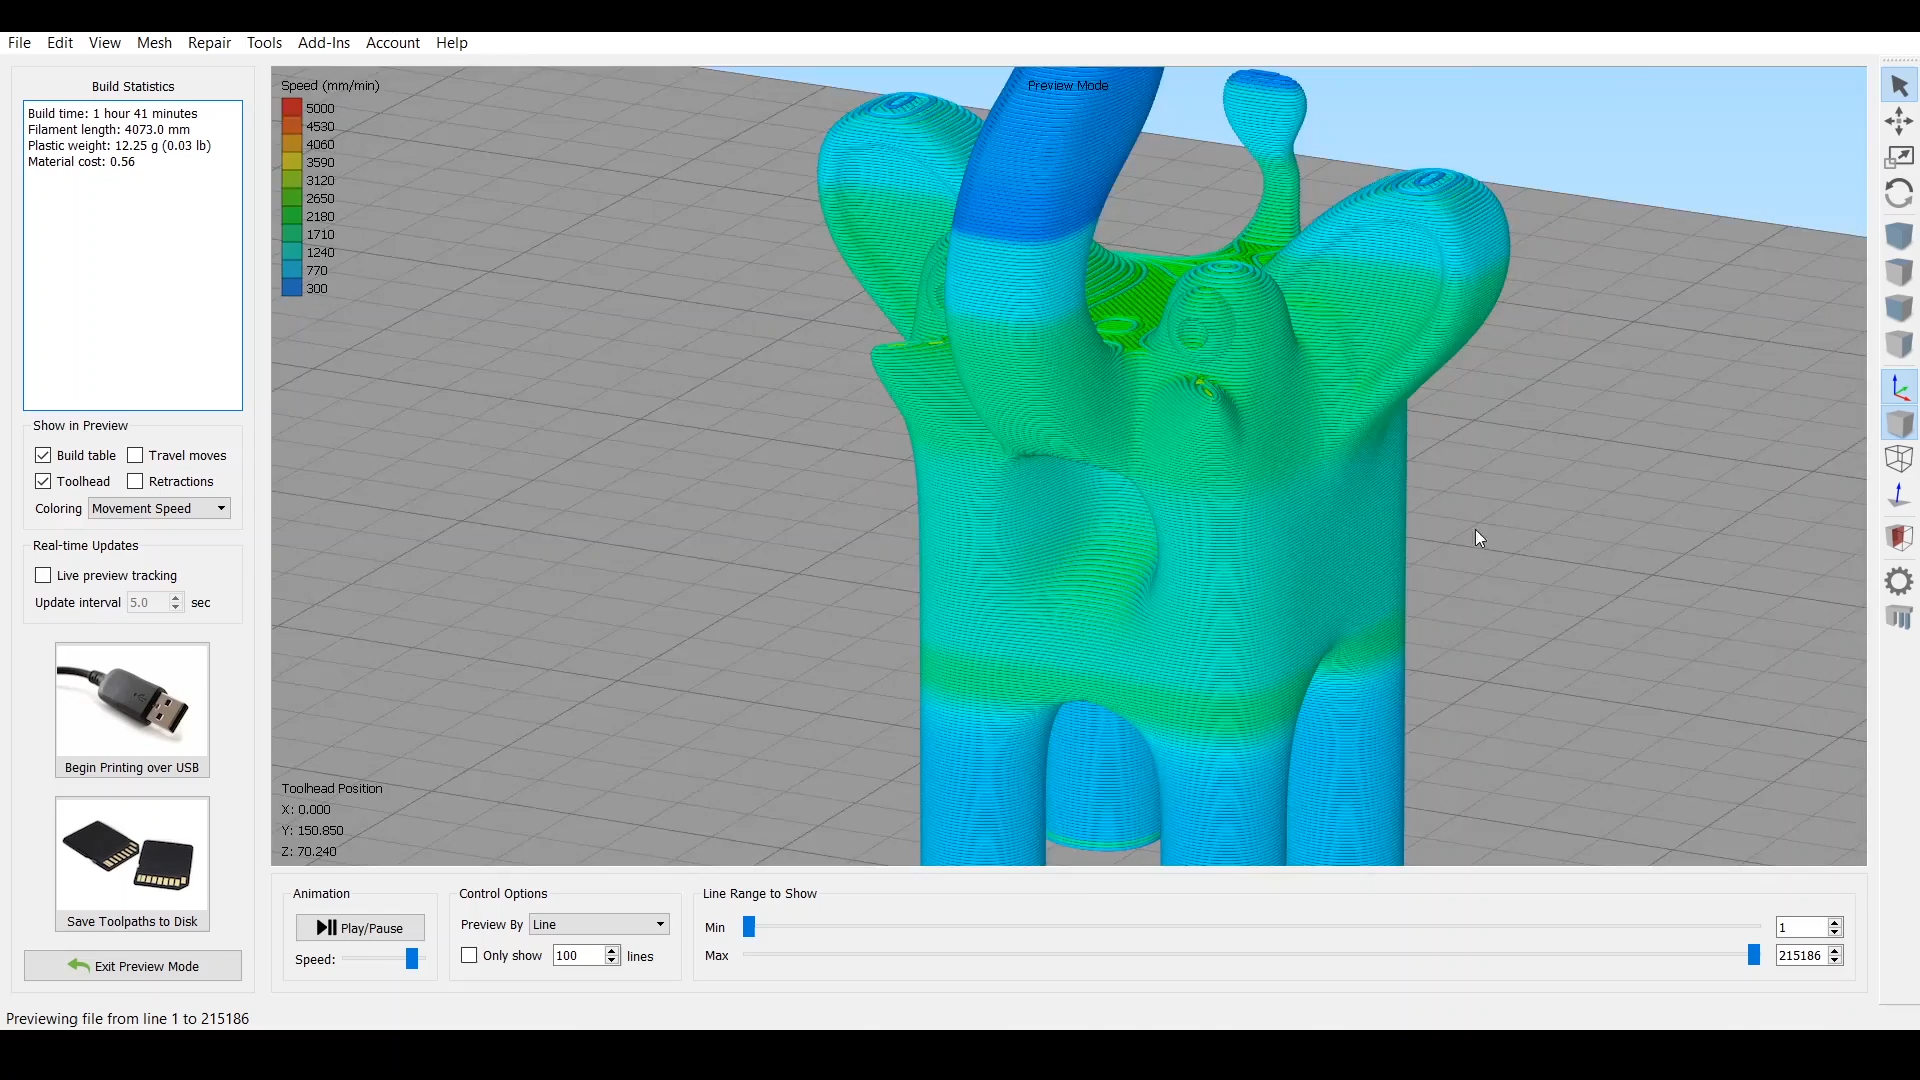 File Edit View Mesh Repair Tools Add-Ins Account Help
Build Statistics
Build time: 1 hour 41 minutes
Filament length: 4073.0 mm
Plastic weight: 12.25 g (0.03 lb)
Material cost: 0.56
Show in Preview
Build table Travel moves
Toolhead Retractions
Coloring Movement Speed
Real-time Updates
Live preview tracking
Update interval 5.0 sec
Begin Printing over USB
Save Toolpaths to Disk
Exit Preview Mode
Speed (mm/min)
5000
4530
4060
3590
3120
2650
2180
1710
1240
770
300
Preview Mode
Toolhead Position
X: 0.000
Y: 150.850
Z: 70.240
Animation
Play/Pause
Speed:
Control Options
Preview By Line
Only show 100 lines
Line Range to Show
Min 1
Max 215186
Previewing file from line 1 to 215186